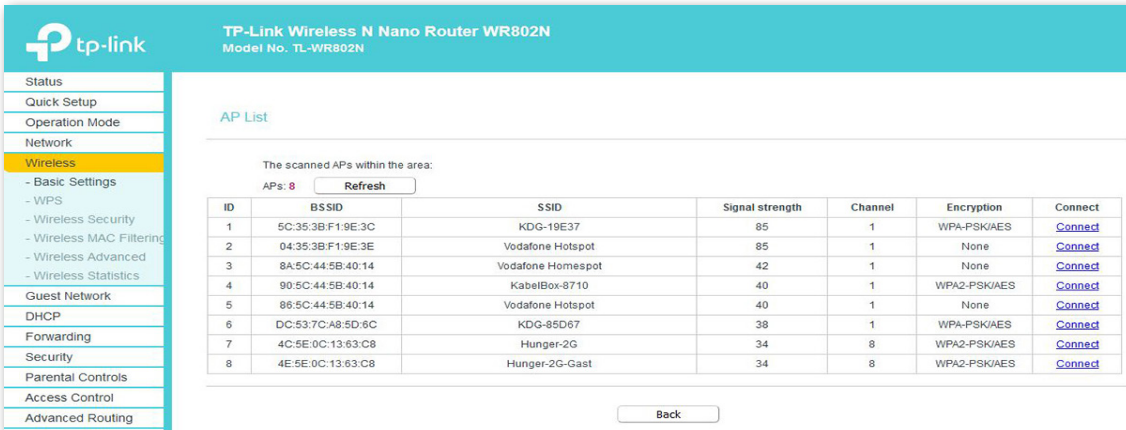 tp-link
TP-Link Wireless N Nano Router WR802N
Model No. TL-WR802N
Status
Quick Setup
Operation Mode
Network
Wireless
- Basic Settings
- WPS
- Wireless Security
- Wireless MAC Filtering
- Wireless Advanced
- Wireless Statistics
Guest Network
DHCP
Forwarding
Security
Parental Controls
Access Control
Advanced Routing
AP List
The scanned APs within the area:
APs: 8 Refresh
ID BSSID SSID Signal strength Channel Encryption Connect
1 5C:35:3B:F1:9E:3C KDG-19E37 85 1 WPA-PSK/AES Connect
2 04:35:3B:F1:9E:3E Vodafone Hotspot 85 1 None Connect
3 8A:5C:44:5B:40:14 Vodafone Homespot 42 1 None Connect
4 90:5C:44:5B:40:14 KabelBox-8710 40 1 WPA2-PSK/AES Connect
5 86:5C:44:5B:40:14 Vodafone Hotspot 40 1 None Connect
6 DC:53:7C:A8:5D:6C KDG-85D67 38 1 WPA-PSK/AES Connect
7 4C:5E:0C:13:63:C8 Hunger-2G 34 8 WPA2-PSK/AES Connect
8 4E:5E:0C:13:63:C8 Hunger-2G-Gast 34 8 WPA2-PSK/AES Connect
Back